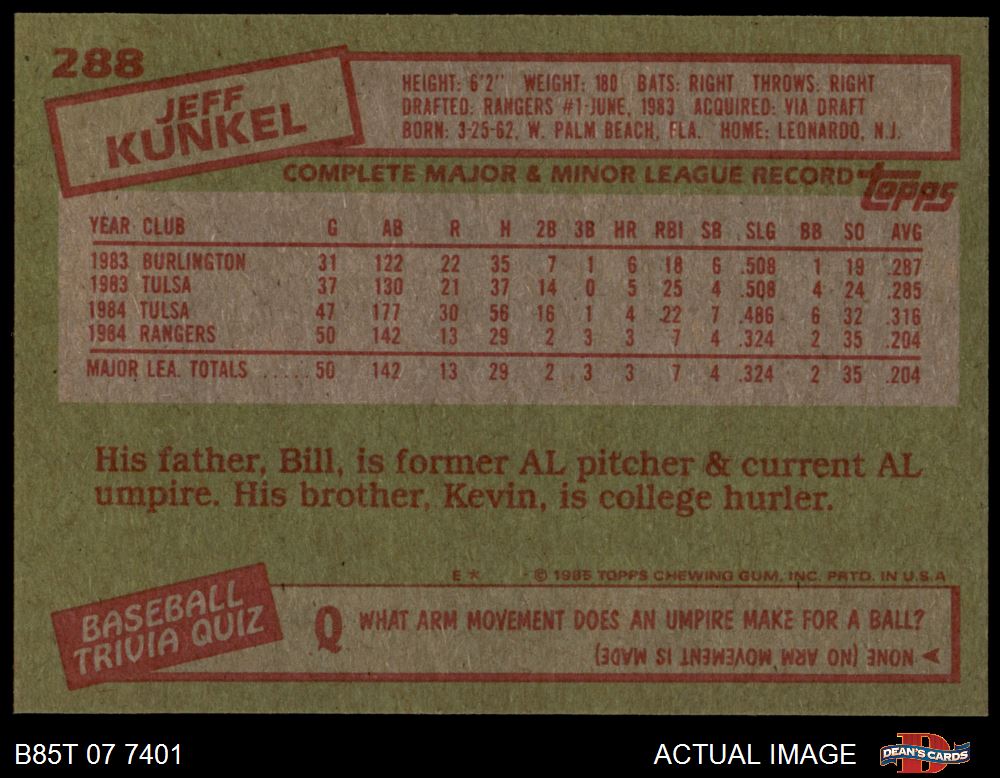 288
JEFF
KUNKEL
HEIGHT: 6'2" WEIGHT: 180 BATS: RIGHT THROWS: RIGHT
DRAFTED: RANGERS #1-JUNE, 1983 ACQUIRED: VIA DRAFT
BORN: 3-25-62, W. PALM BEACH, FLA. HOME: LEONARDO, N.J.
COMPLETE MAJOR & MINOR LEAGUE RECORD topps
YEAR CLUB G AB R H 2B 3B HR RBI SB SLG BB SO AVG
1983 BURLINGTON 31 122 22 35 7 1 6 18 6 .508 1 19 .287
1983 TULSA 37 130 21 37 14 0 5 25 4 .508 4 24 .285
1984 TULSA 47 177 30 56 16 1 4 22 7 .486 6 32 .316
1984 RANGERS 50 142 13 29 2 3 3 7 4 .324 2 35 .204
MAJOR LEA. TOTALS ..... 50 142 13 29 2 3 3 7 4 .324 2 35 .204
His father, Bill, is former AL pitcher & current AL
umpire. His brother, Kevin, is college hurler.
E * © 1985 TOPPS CHEWING GUM, INC. PRTD. IN U.S.A
BASEBALL
TRIVIA QUIZ
Q WHAT ARM MOVEMENT DOES AN UMPIRE MAKE FOR A BALL?
NONE (NO ARM MOVEMENT IS MADE)
B85T 07 7401
ACTUAL IMAGE
DEAN'S CARDS